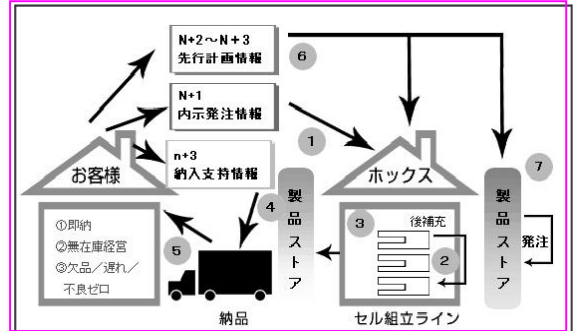 N+2～N+3
先行計画情報
6
N+1
内示発注情報
1
n+3
納入支持情報
お客様
ホックス
7
①即納
②無在庫経営
③欠品／遅れ／
不良ゼロ
5
4
納品
製品ストア
3
後補充
2
セル組立ライン
製品ストア
発注